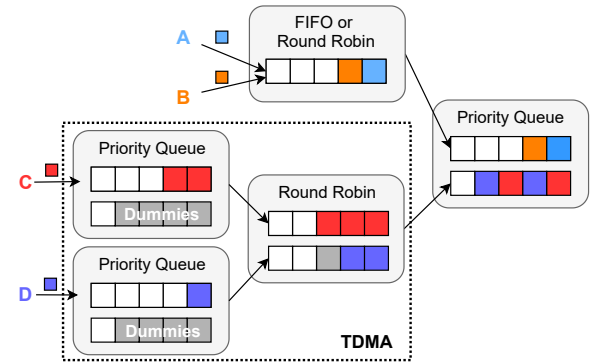 FIFO or
Round Robin
A
B
Priority Queue
Priority Queue
C
Dummies
Round Robin
Priority Queue
D
Dummies
TDMA